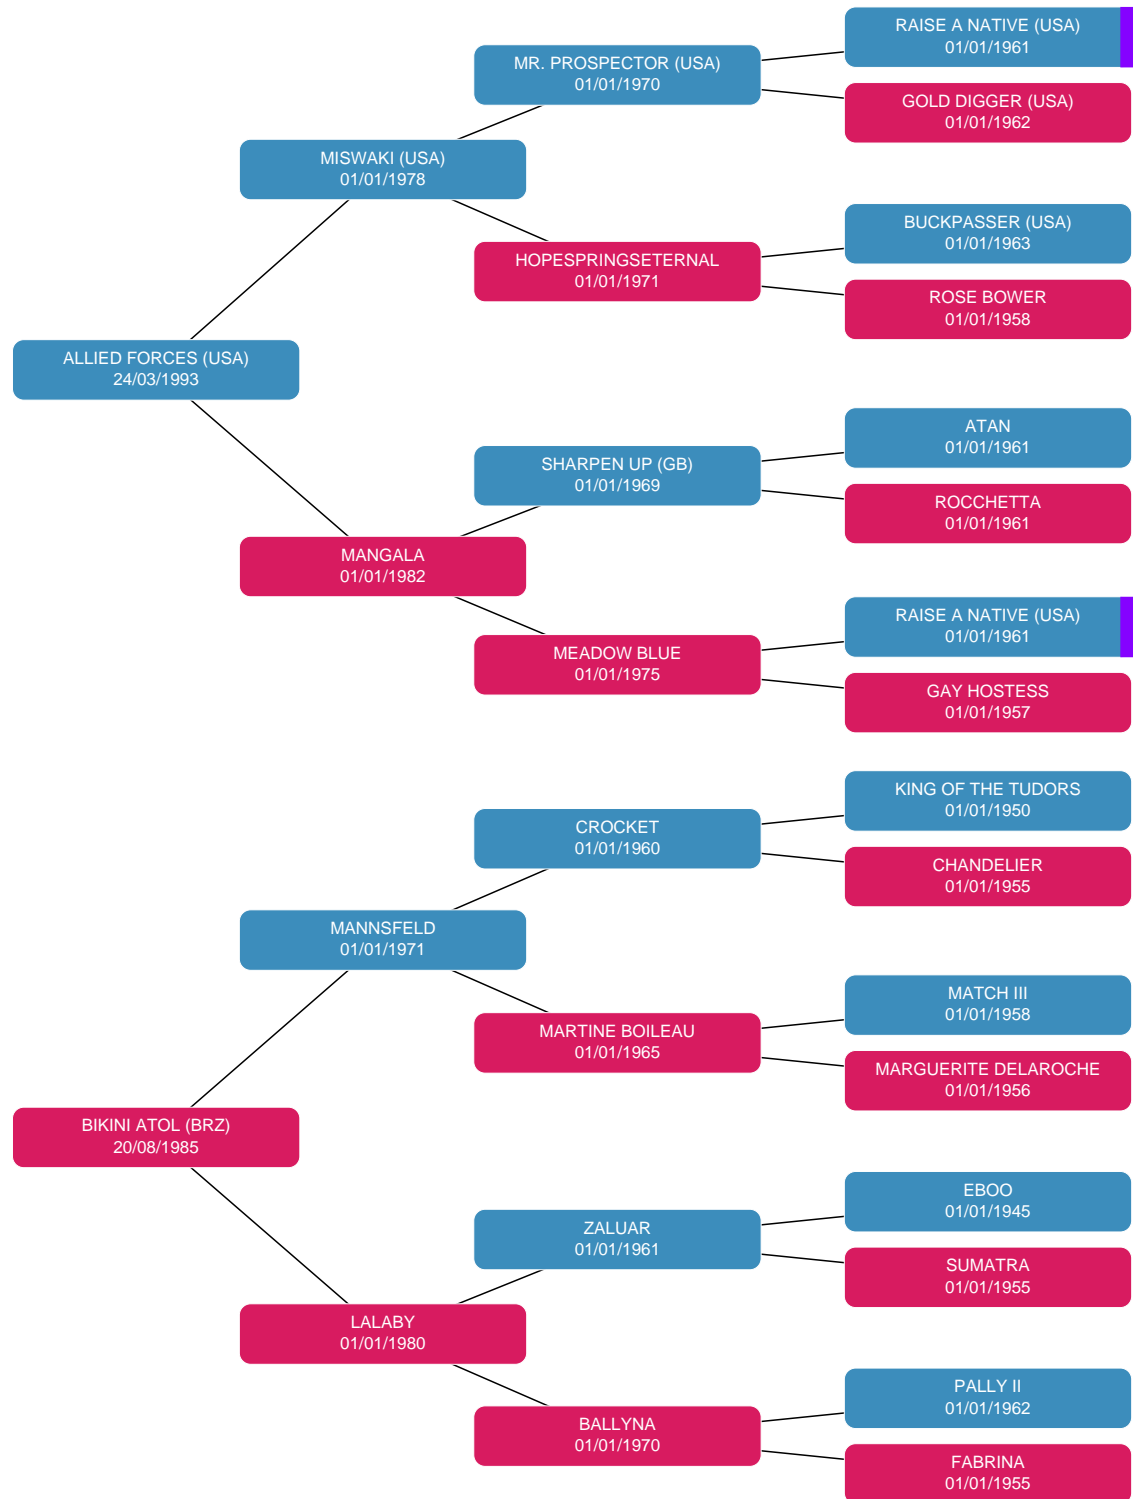 RAISE A NATIVE (USA)
01/01/1961
MR. PROSPECTOR (USA)
01/01/1970
GOLD DIGGER (USA)
01/01/1962
MISWAKI (USA)
01/01/1978
BUCKPASSER (USA)
01/01/1963
HOPESPRINGSETERNAL
01/01/1971
ROSE BOWER
01/01/1958
ALLIED FORCES (USA)
24/03/1993
ATAN
01/01/1961
SHARPEN UP (GB)
01/01/1969
ROCCHETTA
01/01/1961
MANGALA
01/01/1982
RAISE A NATIVE (USA)
01/01/1961
MEADOW BLUE
01/01/1975
GAY HOSTESS
01/01/1957
KING OF THE TUDORS
01/01/1950
CROCKET
01/01/1960
CHANDELIER
01/01/1955
MANNSFELD
01/01/1971
MATCH III
01/01/1958
MARTINE BOILEAU
01/01/1965
MARGUERITE DELAROCHE
01/01/1956
BIKINI ATOL (BRZ)
20/08/1985
EBOO
01/01/1945
ZALUAR
01/01/1961
SUMATRA
01/01/1955
LALABY
01/01/1980
PALLY II
01/01/1962
BALLYNA
01/01/1970
FABRINA
01/01/1955